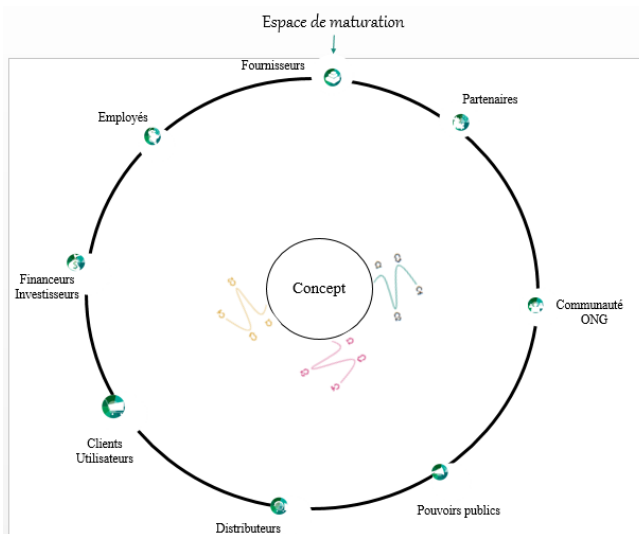 Espace de maturation
Fournisseurs
Partenaires
Employés
Financeurs
Investisseurs
Concept
Communauté
ONG
Clients
Utilisateurs
Pouvoirs publics
Distributeurs